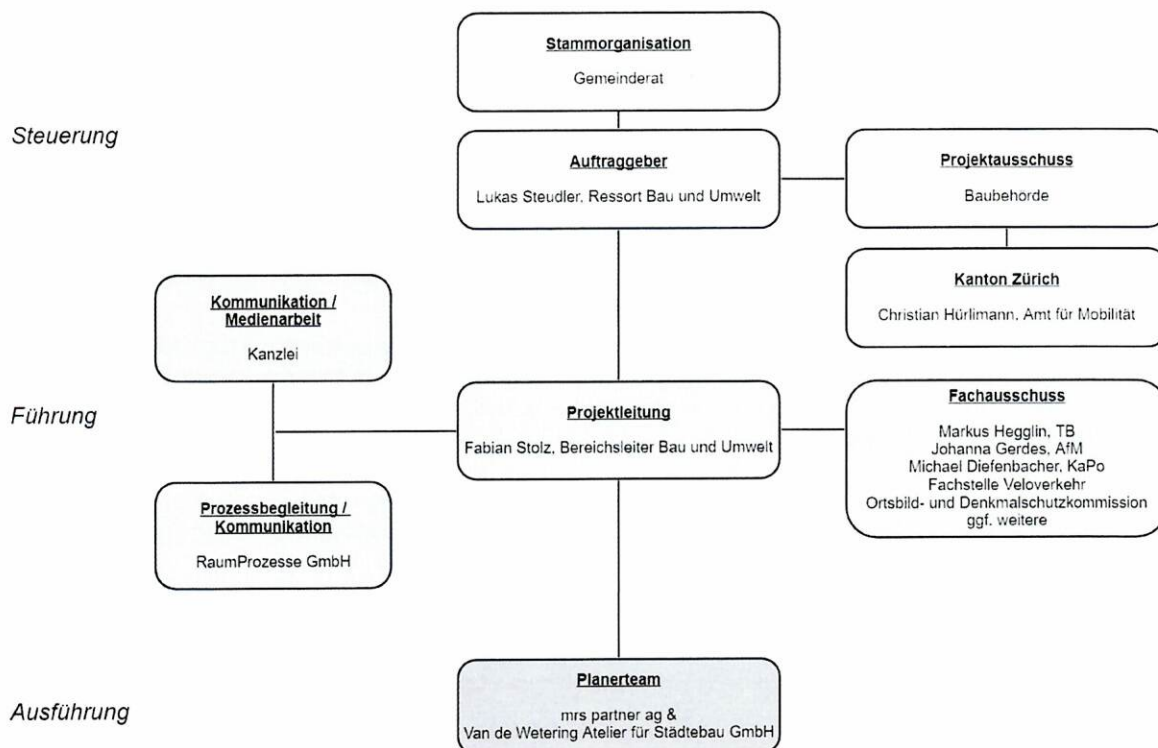 Stammorganisation
Gemeinderat
Steuerung
Auftraggeber
Lukas Steudler, Ressort Bau und Umwelt
Projektausschuss
Baubehörde
Kanton Zürich
Christian Hürlimann, Amt für Mobilität
Kommunikation /
Medienarbeit
Kanzlei
Führung
Projektleitung
Fabian Stolz, Bereichsleiter Bau und Umwelt
Fachausschuss
Markus Hegglin, TB
Johanna Gerdes, AfM
Michael Diefenbacher, KaPo
Fachstelle Veloverkehr
Ortsbild- und Denkmalschutzkommission
ggf. weitere
Prozessbegleitung /
Kommunikation
RaumProzesse GmbH
Ausführung
Planerteam
mrs partner ag &
Van de Wetering Atelier für Städtebau GmbH